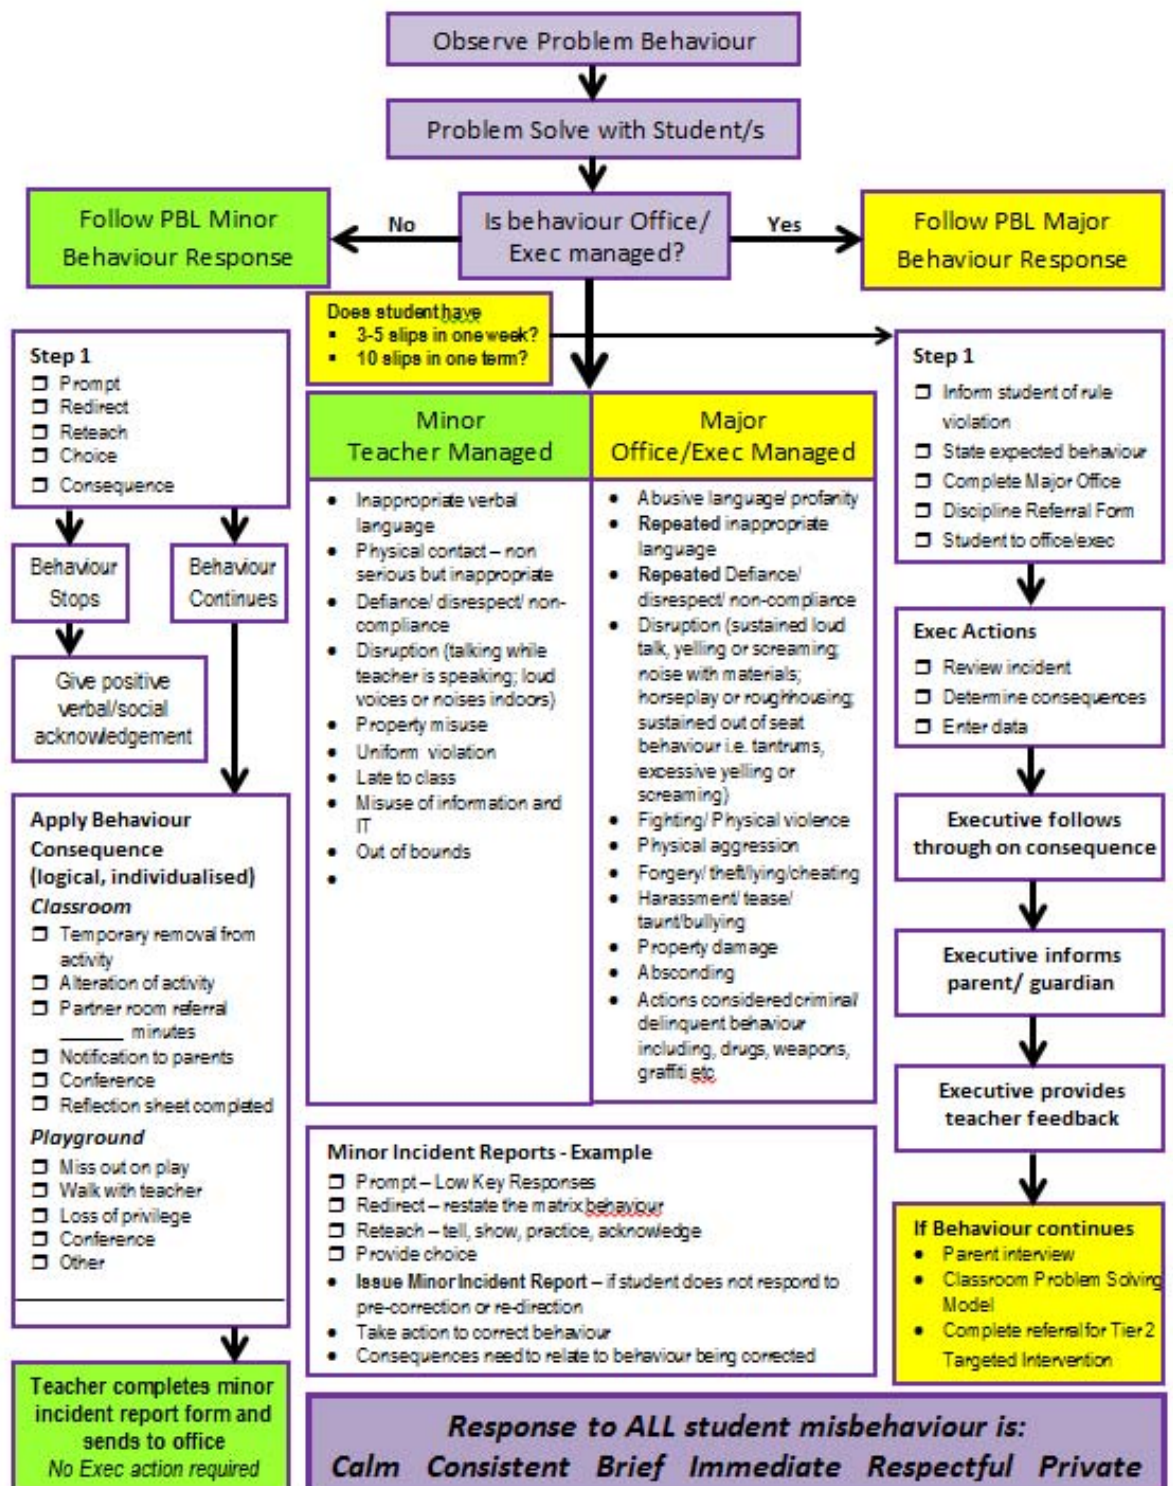 Observe Problem Behaviour
Problem Solve with Student/s
Is behaviour Office/
Exec managed?
No
Yes
Follow PBL Minor
Behaviour Response
Follow PBL Major
Behaviour Response
Does student have
▪ 3-5 slips in one week?
▪ 10 slips in one term?
Step 1
❒ Prompt
❒ Redirect
❒ Reteach
❒ Choice
❒ Consequence
Behaviour
Stops
Behaviour
Continues
Give positive
verbal/social
acknowledgement
Apply Behaviour
Consequence
(logical, individualised)
Classroom
❒ Temporary removal from
activity
❒ Alteration of activity
❒ Partner room referral
______ minutes
❒ Notification to parents
❒ Conference
❒ Reflection sheet completed
Playground
❒ Miss out on play
❒ Walk with teacher
❒ Loss of privilege
❒ Conference
❒ Other
Teacher completes minor
incident report form and
sends to office
No Exec action required
Minor
Teacher Managed
• Inappropriate verbal
language
• Physical contact – non
serious but inappropriate
• Defiance/ disrespect/ non-
compliance
• Disruption (talking while
teacher is speaking; loud
voices or noises indoors)
• Property misuse
• Uniform violation
• Late to class
• Misuse of information and
IT
• Out of bounds
•
Major
Office/Exec Managed
• Abusive language/ profanity
• Repeated inappropriate
language
• Repeated Defiance/
disrespect/ non-compliance
• Disruption (sustained loud
talk, yelling or screaming;
noise with materials;
horseplay or roughhousing;
sustained out of seat
behaviour i.e. tantrums,
excessive yelling or
screaming)
• Fighting/ Physical violence
• Physical aggression
• Forgery/ theft/lying/cheating
• Harassment/ tease/
taunt/bullying
• Property damage
• Absconding
• Actions considered criminal/
delinquent behaviour
including, drugs, weapons,
graffiti etc
Minor Incident Reports - Example
❒ Prompt – Low Key Responses
❒ Redirect – restate the matrix behaviour
❒ Reteach – tell, show, practice, acknowledge
❒ Provide choice
• Issue Minor Incident Report – if student does not respond to
pre-correction or re-direction
• Take action to correct behaviour
• Consequences need to relate to behaviour being corrected
Step 1
❒ Inform student of rule
violation
❒ State expected behaviour
❒ Complete Major Office
❒ Discipline Referral Form
❒ Student to office/exec
Exec Actions
❒ Review incident
❒ Determine consequences
❒ Enter data
Executive follows
through on consequence
Executive informs
parent/ guardian
Executive provides
teacher feedback
If Behaviour continues
• Parent interview
• Classroom Problem Solving
Model
• Complete referral for Tier 2
Targeted Intervention
Response to ALL student misbehaviour is:
Calm Consistent Brief Immediate Respectful Private